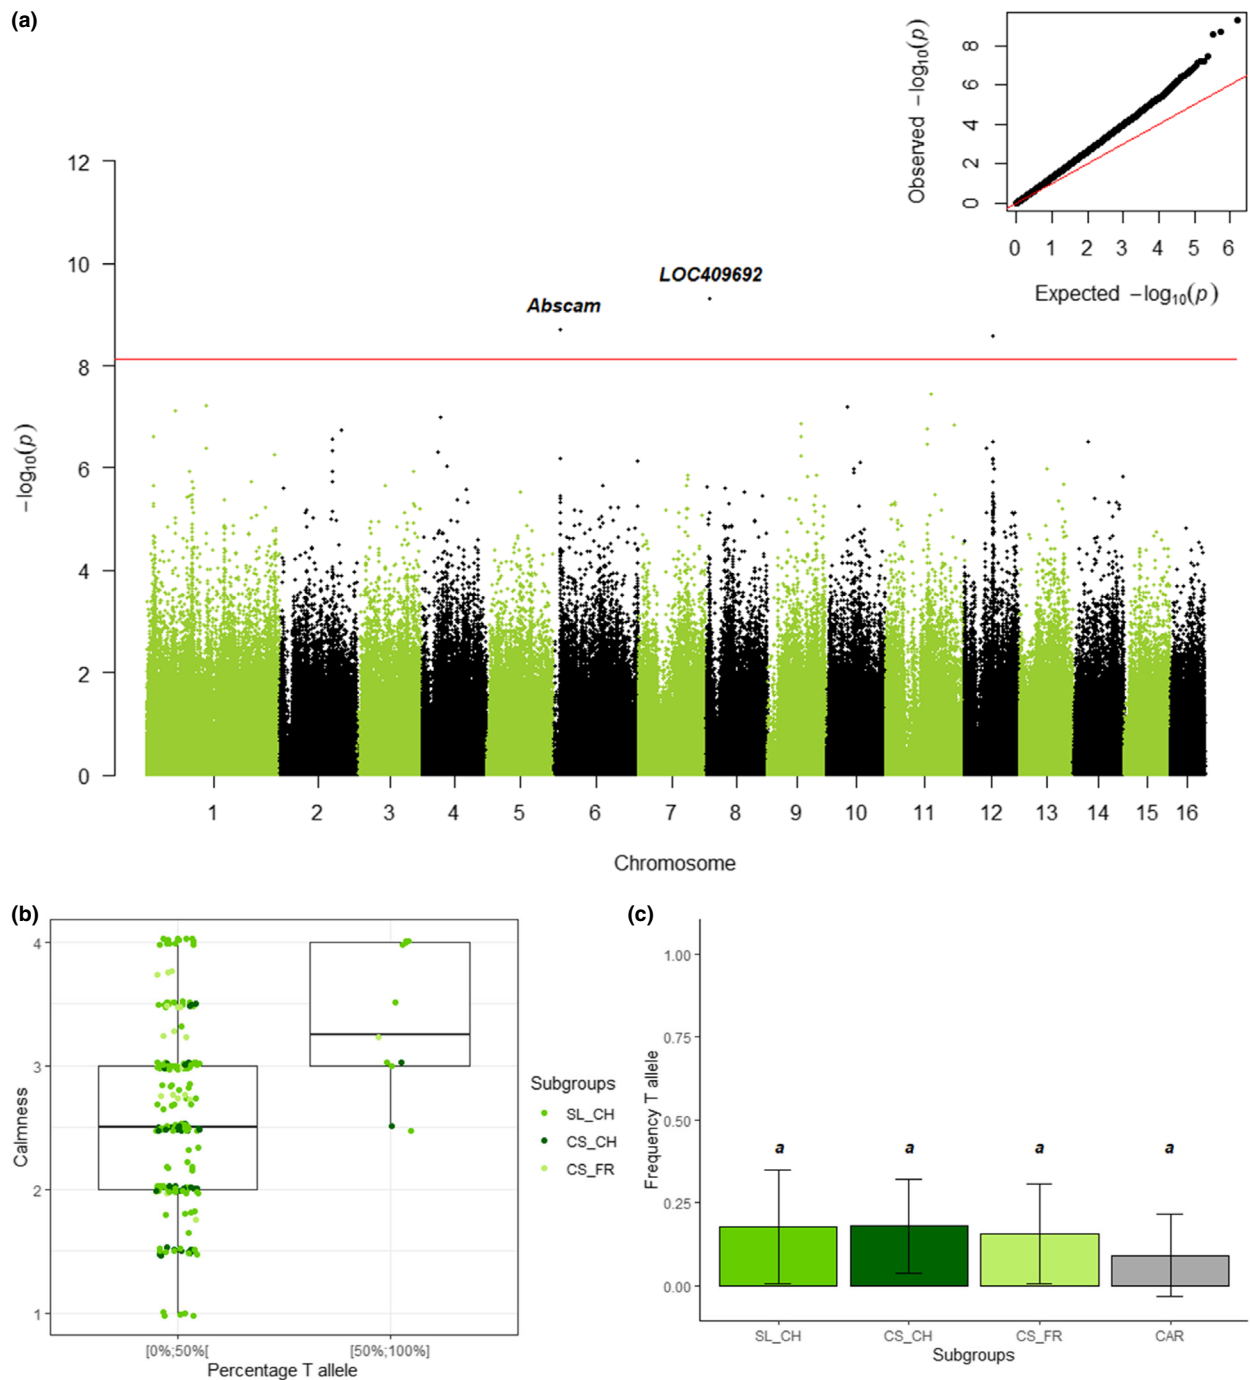 (a)
Observed −log10(p)
8
6
4
2
0
0 1 2 3 4 5 6
Expected −log10(p)
12
10
8
6
4
2
0
−log10(p)
LOC409692
Abscam
1 2 3 4 5 6 7 8 9 10 11 12 13 14 15 16
Chromosome
(b)
Calmness
4
3
2
1
[0%;50%[
[50%;100%]
Percentage T allele
Subgroups
SL_CH
CS_CH
CS_FR
(c)
Frequency T allele
1.00
0.75
0.50
0.25
0.00
a a a a
SL_CH CS_CH CS_FR CAR
Subgroups